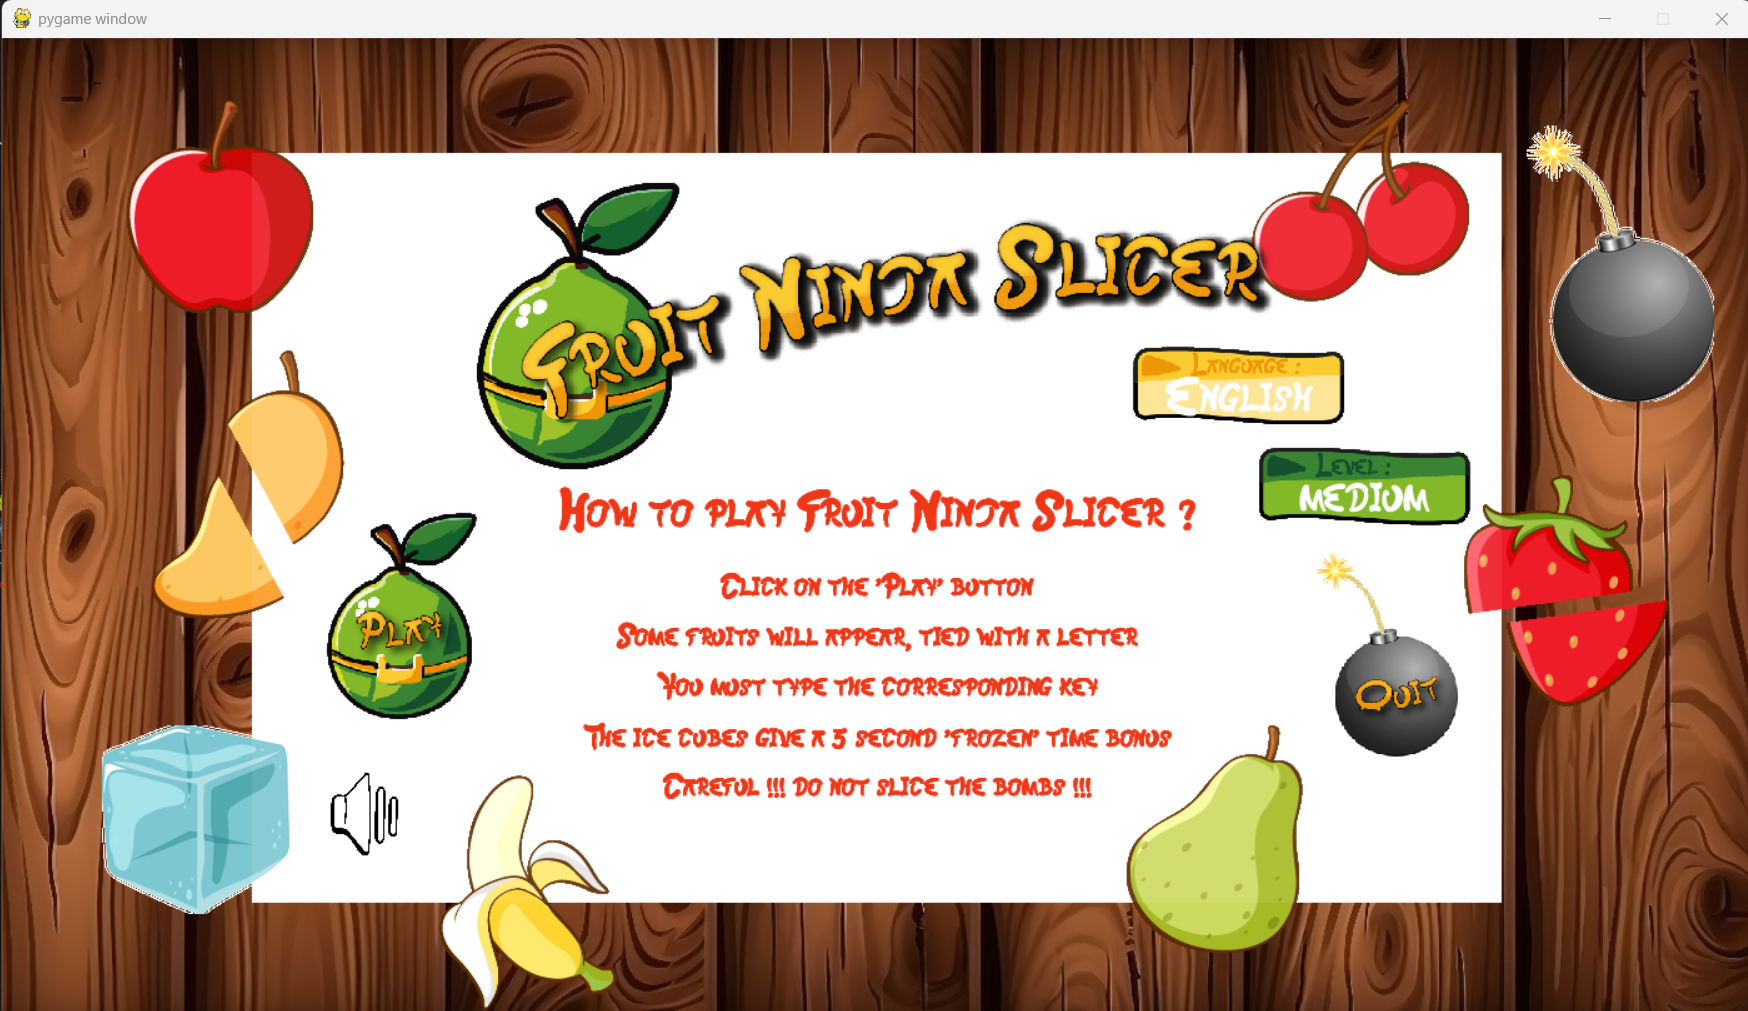 pygame window
Fruit Ninja Slicer
Language :
English
Level :
MEDIUM
How to play Fruit Ninja Slicer ?
Click on the 'Play' button
Some fruits will appear, tied with a letter
Play
You must type the corresponding key
Quit
The ice cubes give a 5 second 'frozen' time bonus
Careful !!! do not slice the bombs !!!